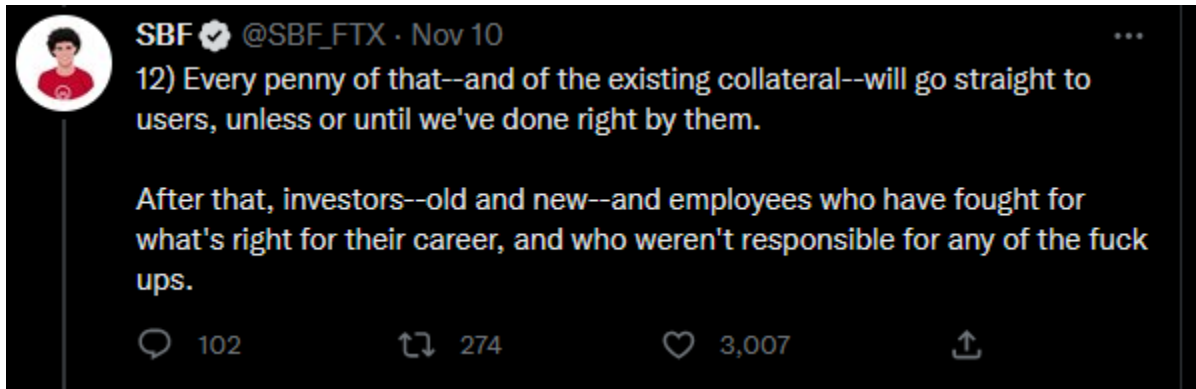 SBF @SBF_FTX · Nov 10
12) Every penny of that--and of the existing collateral--will go straight to
users, unless or until we've done right by them.
After that, investors--old and new--and employees who have fought for
what's right for their career, and who weren't responsible for any of the fuck
ups.
102 274 3,007